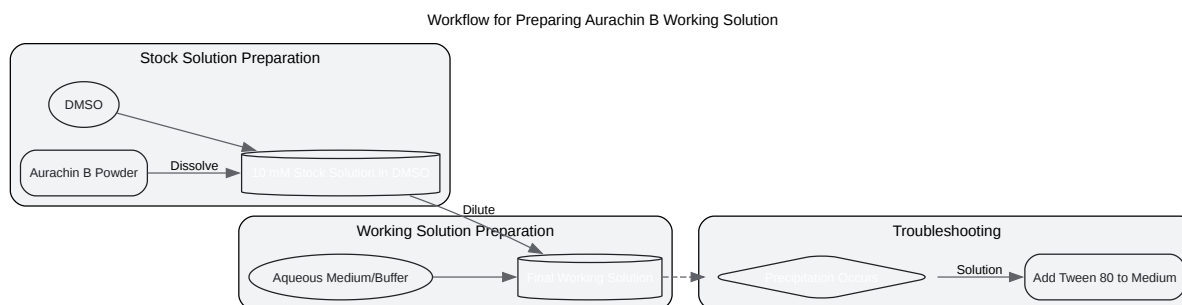 Workflow for Preparing Aurachin B Working Solution
Stock Solution Preparation
DMSO
Aurachin B Powder
Dissolve
10 mM Stock Solution in DMSO
Dilute
Working Solution Preparation
Aqueous Medium/Buffer
Final Working Solution
Troubleshooting
Precipitation Occurs
Solution
Add Tween 80 to Medium